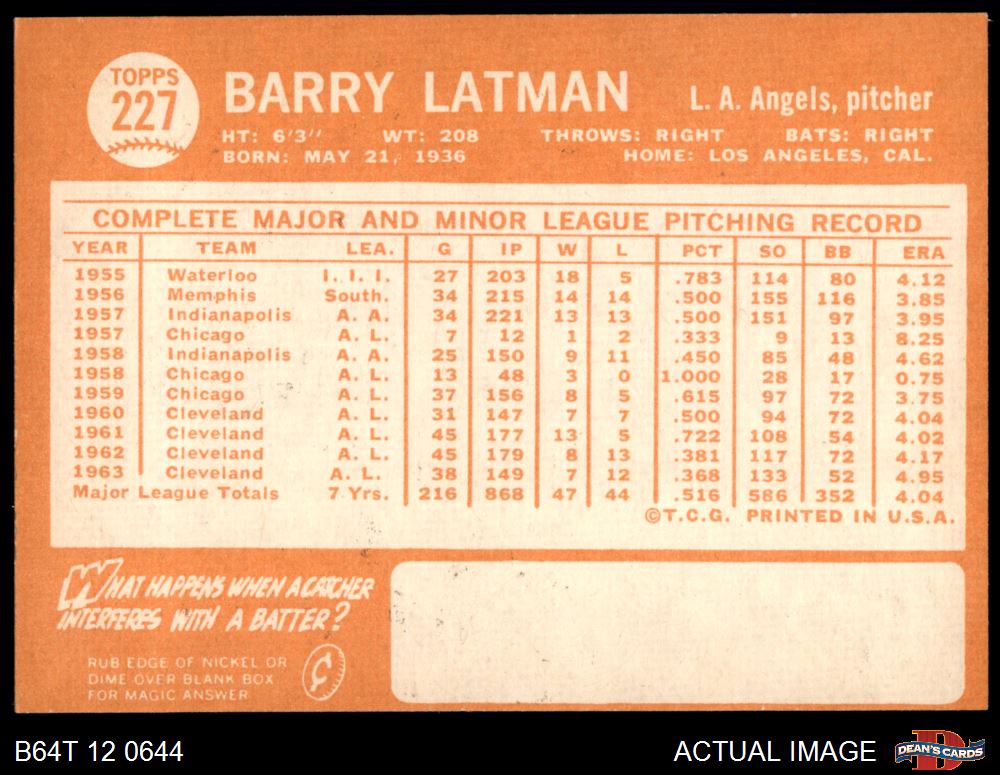 TOPPS
227
BARRY LATMAN
L. A. Angels, pitcher
HT: 6'3" WT: 208 THROWS: RIGHT BATS: RIGHT
BORN: MAY 21, 1936 HOME: LOS ANGELES, CAL.
COMPLETE MAJOR AND MINOR LEAGUE PITCHING RECORD
YEAR TEAM LEA. G IP W L PCT SO BB ERA
1955 Waterloo I. I. I. 27 203 18 5 .783 114 80 4.12
1956 Memphis South. 34 215 14 14 .500 155 116 3.85
1957 Indianapolis A. A. 34 221 13 13 .500 151 97 3.95
1957 Chicago A. L. 7 12 1 2 .333 9 13 8.25
1958 Indianapolis A. A. 25 150 9 11 .450 85 48 4.62
1958 Chicago A. L. 13 48 3 0 1.000 28 17 0.75
1959 Chicago A. L. 37 156 8 5 .615 97 72 3.75
1960 Cleveland A. L. 31 147 7 7 .500 94 72 4.04
1961 Cleveland A. L. 45 177 13 5 .722 108 54 4.02
1962 Cleveland A. L. 45 179 8 13 .381 117 72 4.17
1963 Cleveland A. L. 38 149 7 12 .368 133 52 4.95
Major League Totals 7 Yrs. 216 868 47 44 .516 586 352 4.04
©T.C.G. PRINTED IN U.S.A.
WHAT HAPPENS WHEN A CATCHER
INTERFERES WITH A BATTER?
RUB EDGE OF NICKEL OR
DIME OVER BLANK BOX
FOR MAGIC ANSWER
B64T 12 0644
ACTUAL IMAGE
DEAN'S CARDS